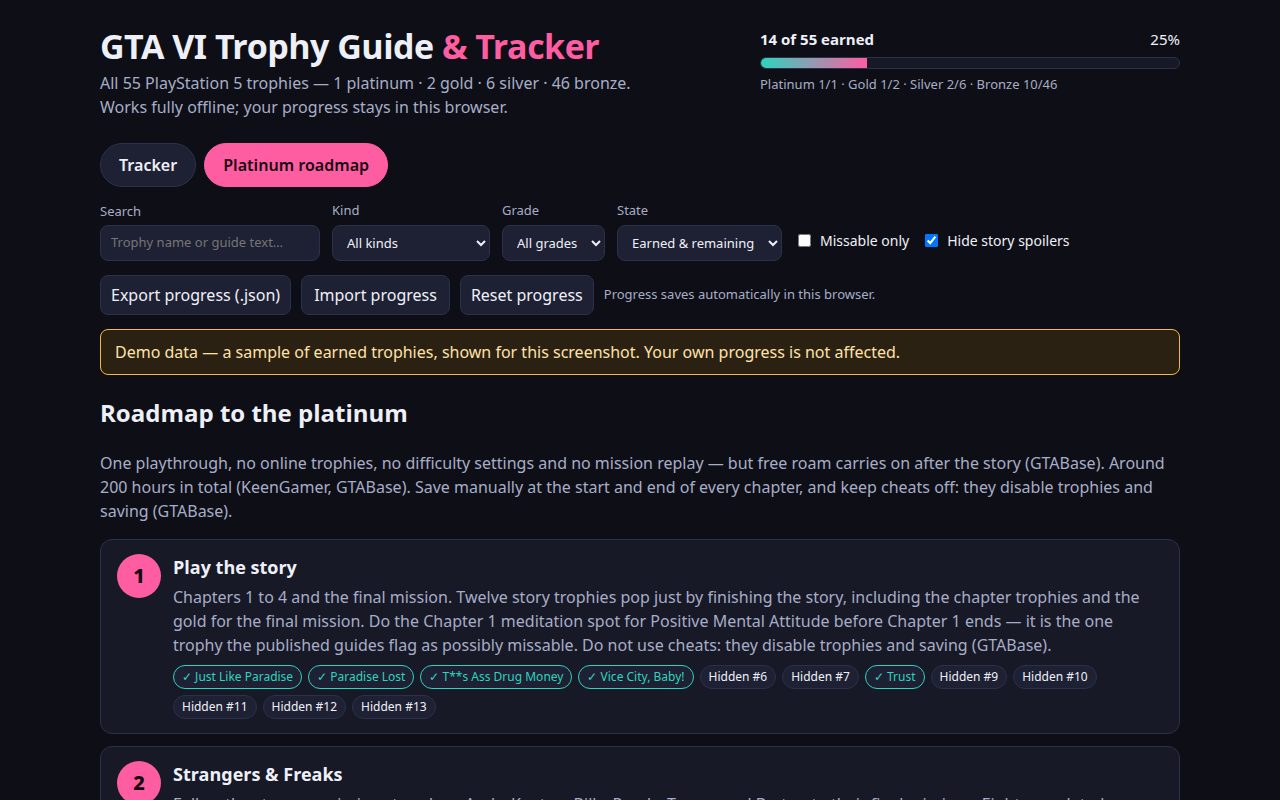 GTA VI Trophy Guide & Tracker
All 55 PlayStation 5 trophies — 1 platinum · 2 gold · 6 silver · 46 bronze.
Works fully offline; your progress stays in this browser.
14 of 55 earned 25%
Platinum 1/1 · Gold 1/2 · Silver 2/6 · Bronze 10/46
Tracker Platinum roadmap
Search Kind Grade State
Trophy name or guide text... All kinds All grades Earned & remaining Missable only Hide story spoilers
Export progress (.json) Import progress Reset progress Progress saves automatically in this browser.
Demo data — a sample of earned trophies, shown for this screenshot. Your own progress is not affected.
Roadmap to the platinum
One playthrough, no online trophies, no difficulty settings and no mission replay — but free roam carries on after the story (GTABase). Around
200 hours in total (KeenGamer, GTABase). Save manually at the start and end of every chapter, and keep cheats off: they disable trophies and
saving (GTABase).
1 Play the story
Chapters 1 to 4 and the final mission. Twelve story trophies pop just by finishing the story, including the chapter trophies and the
gold for the final mission. Do the Chapter 1 meditation spot for Positive Mental Attitude before Chapter 1 ends — it is the one
trophy the published guides flag as possibly missable. Do not use cheats: they disable trophies and saving (GTABase).
✓ Just Like Paradise ✓ Paradise Lost ✓ T**s Ass Drug Money ✓ Vice City, Baby! Hidden #6 Hidden #7 ✓ Trust Hidden #9 Hidden #10
Hidden #11 Hidden #12 Hidden #13
2 Strangers & Freaks